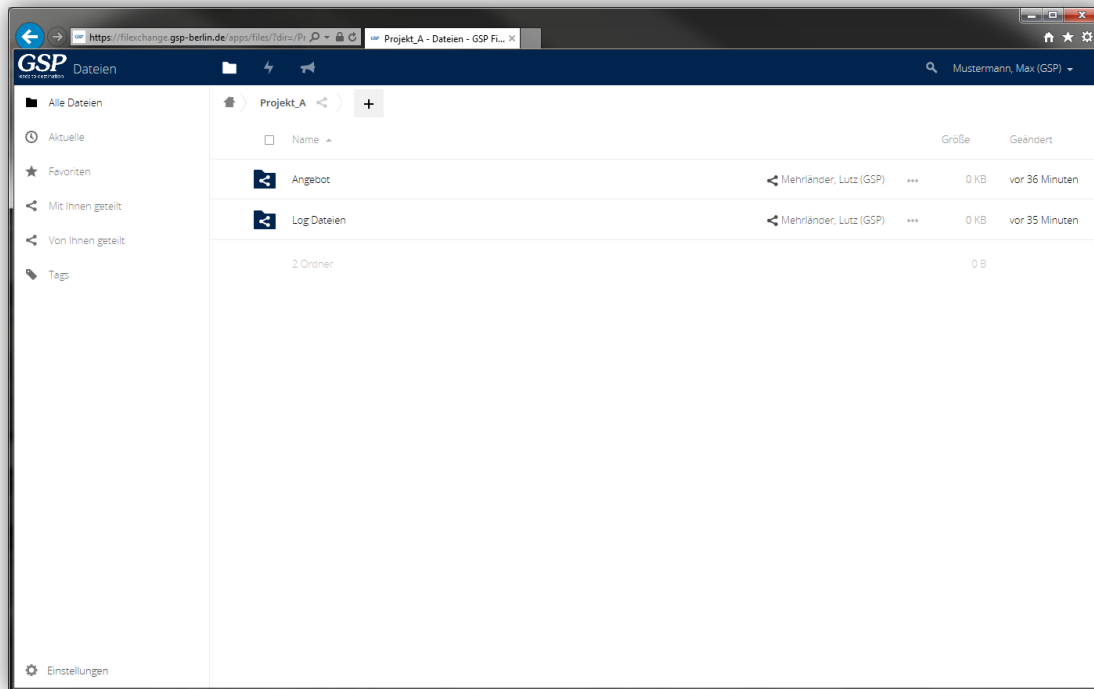 https://filexchange.gsp-berlin.de/apps/files/?dir=/Pr
Projekt_A - Dateien - GSP Fi...
GSP Dateien
Mustermann, Max (GSP)
Alle Dateien
Projekt_A
+
Aktuelle
Name
Größe
Geändert
Favoriten
Angebot
Mehrländer, Lutz (GSP)
0 KB
vor 36 Minuten
Mit Ihnen geteilt
Log Dateien
Mehrländer, Lutz (GSP)
0 KB
vor 35 Minuten
Von Ihnen geteilt
2 Ordner
0 B
Tags
Einstellungen